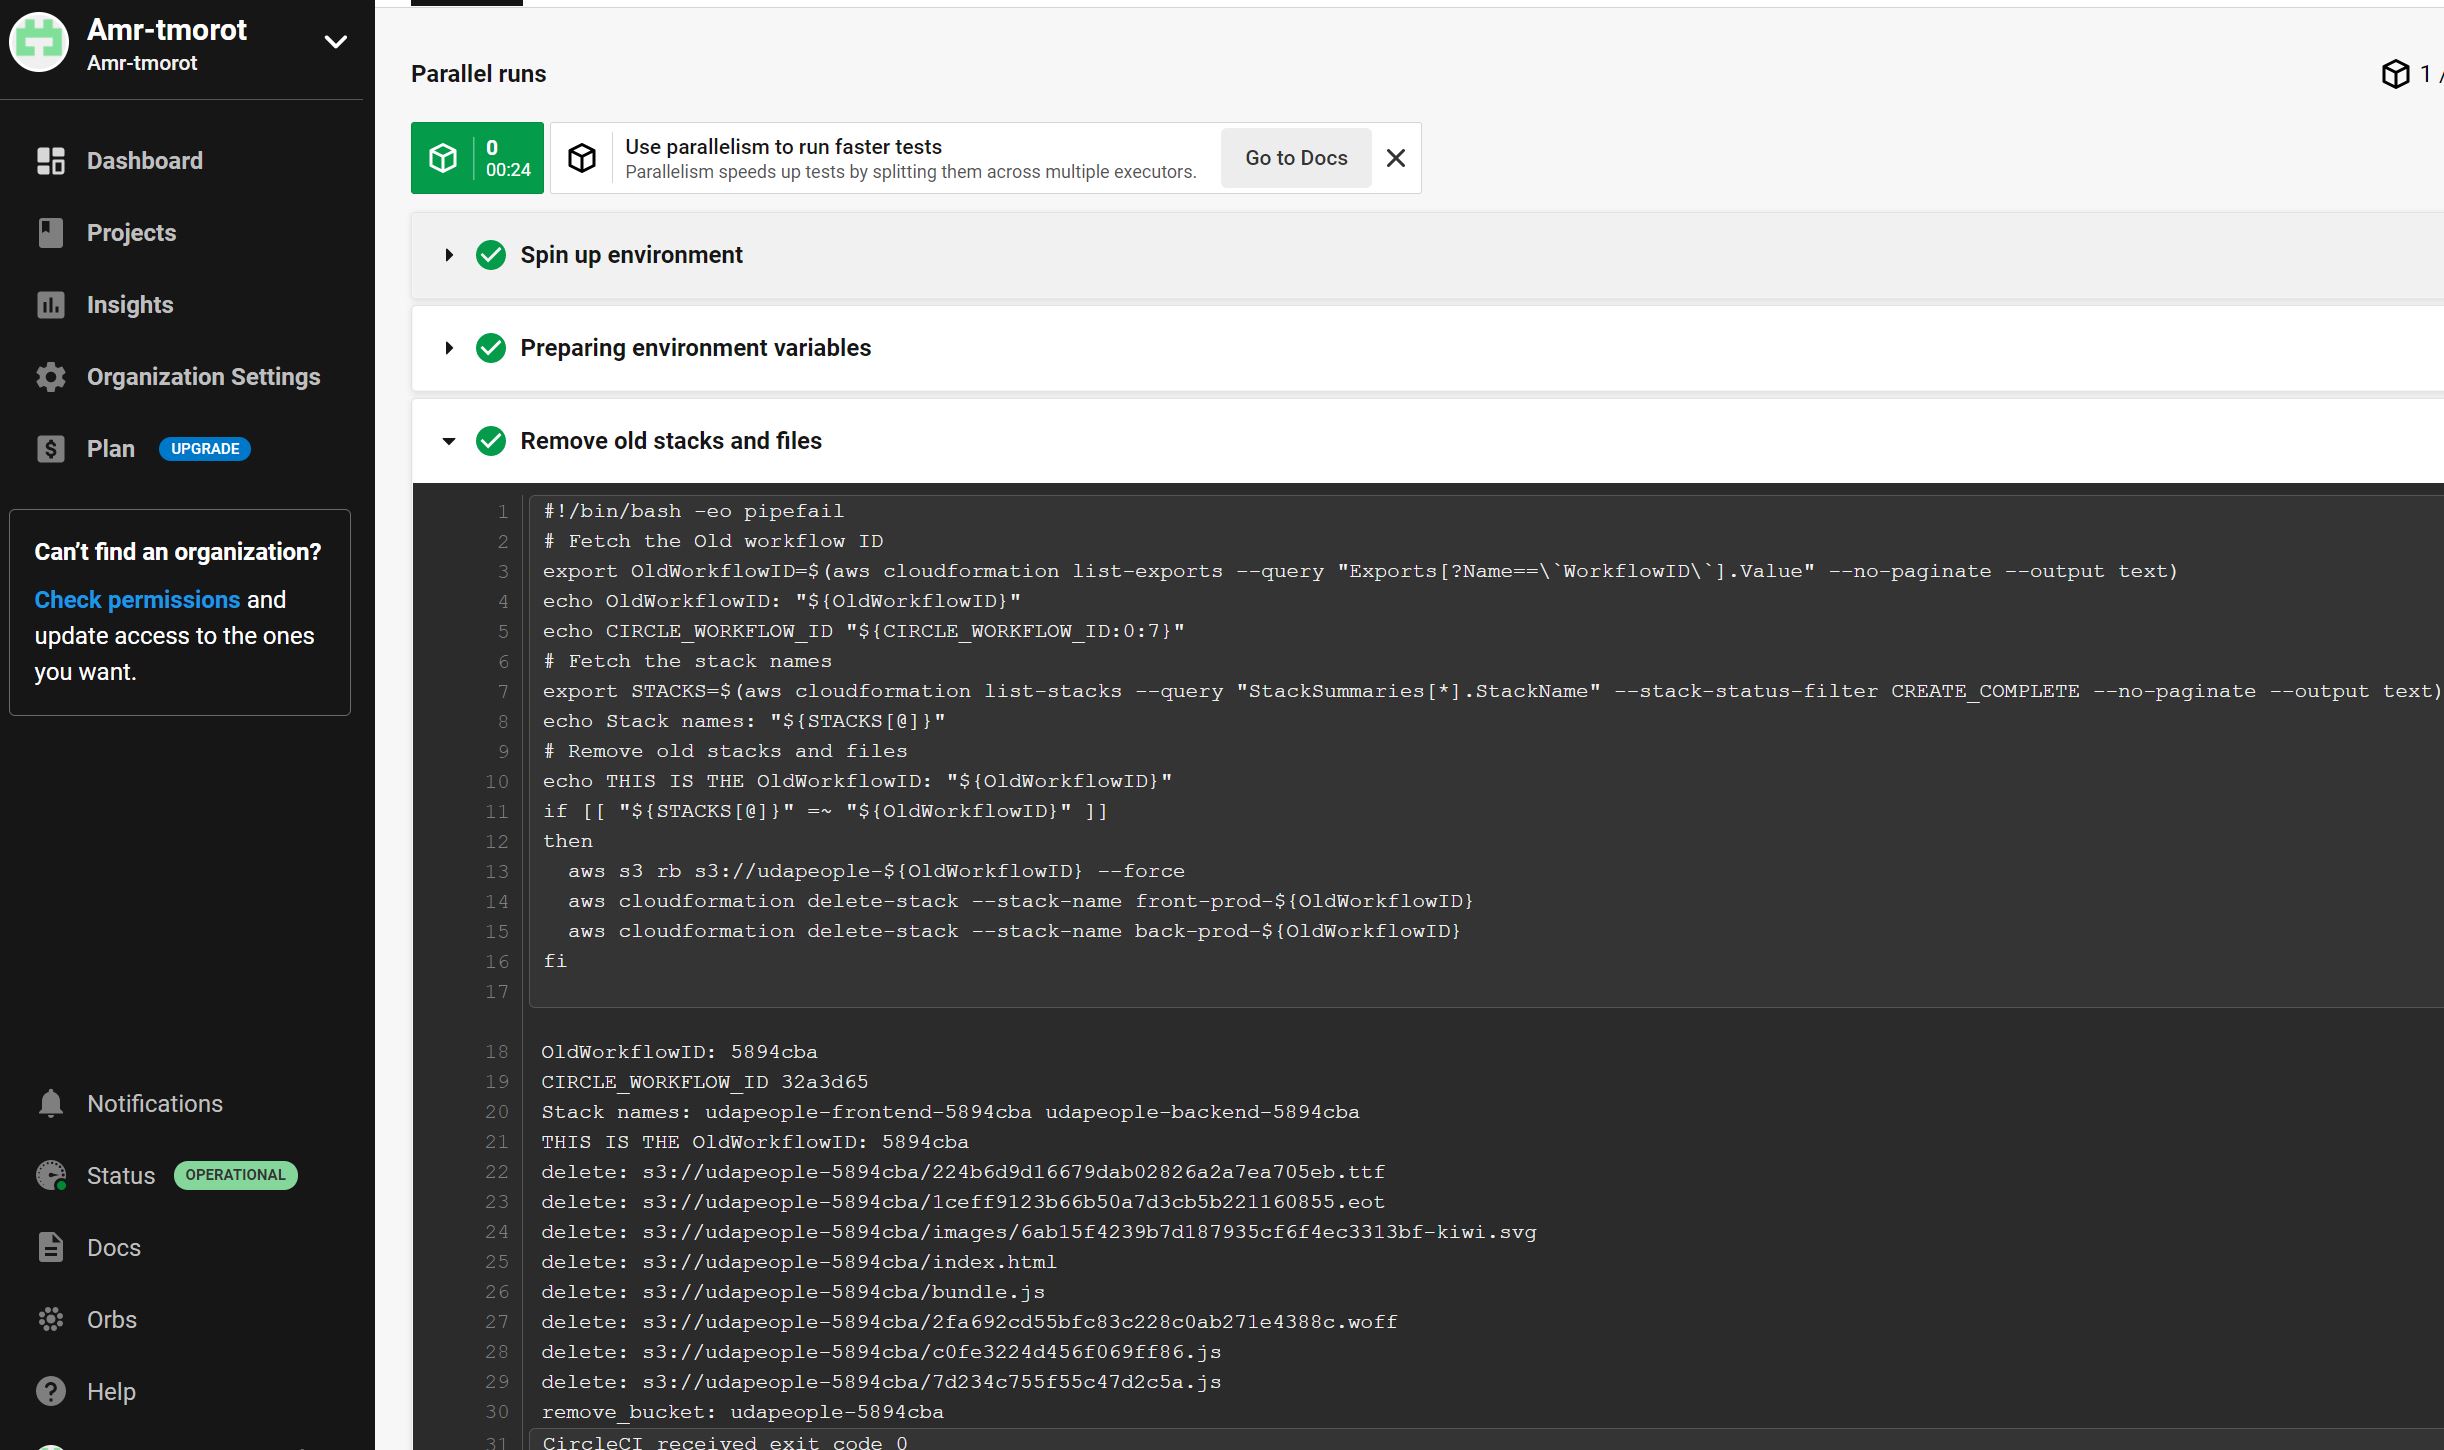 Amr-tmorot
Amr-tmorot
Dashboard
Projects
Insights
Organization Settings
Plan UPGRADE
Can’t find an organization?
Check permissions and
update access to the ones
you want.
Notifications
Status OPERATIONAL
Docs
Orbs
Help
Parallel runs
1 /
0
00:24
Use parallelism to run faster tests
Parallelism speeds up tests by splitting them across multiple executors.
Go to Docs
Spin up environment
Preparing environment variables
Remove old stacks and files
1 #!/bin/bash -eo pipefail
2 # Fetch the Old workflow ID
3 export OldWorkflowID=$(aws cloudformation list-exports --query "Exports[?Name==\`WorkflowID\`].Value" --no-paginate --output text)
4 echo OldWorkflowID: "${OldWorkflowID}"
5 echo CIRCLE_WORKFLOW_ID "${CIRCLE_WORKFLOW_ID:0:7}"
6 # Fetch the stack names
7 export STACKS=$(aws cloudformation list-stacks --query "StackSummaries[*].StackName" --stack-status-filter CREATE_COMPLETE --no-paginate --output text)
8 echo Stack names: "${STACKS[@]}"
9 # Remove old stacks and files
10 echo THIS IS THE OldWorkflowID: "${OldWorkflowID}"
11 if [[ "${STACKS[@]}" =~ "${OldWorkflowID}" ]]
12 then
13   aws s3 rb s3://udapeople-${OldWorkflowID} --force
14   aws cloudformation delete-stack --stack-name front-prod-${OldWorkflowID}
15   aws cloudformation delete-stack --stack-name back-prod-${OldWorkflowID}
16 fi
17
18 OldWorkflowID: 5894cba
19 CIRCLE_WORKFLOW_ID 32a3d65
20 Stack names: udapeople-frontend-5894cba udapeople-backend-5894cba
21 THIS IS THE OldWorkflowID: 5894cba
22 delete: s3://udapeople-5894cba/224b6d9d16679dab02826a2a7ea705eb.ttf
23 delete: s3://udapeople-5894cba/1ceff9123b66b50a7d3cb5b221160855.eot
24 delete: s3://udapeople-5894cba/images/6ab15f4239b7d187935cf6f4ec3313bf-kiwi.svg
25 delete: s3://udapeople-5894cba/index.html
26 delete: s3://udapeople-5894cba/bundle.js
27 delete: s3://udapeople-5894cba/2fa692cd55bfc83c228c0ab271e4388c.woff
28 delete: s3://udapeople-5894cba/c0fe3224d456f069ff86.js
29 delete: s3://udapeople-5894cba/7d234c755f55c47d2c5a.js
30 remove_bucket: udapeople-5894cba
31 CircleCI received exit code 0